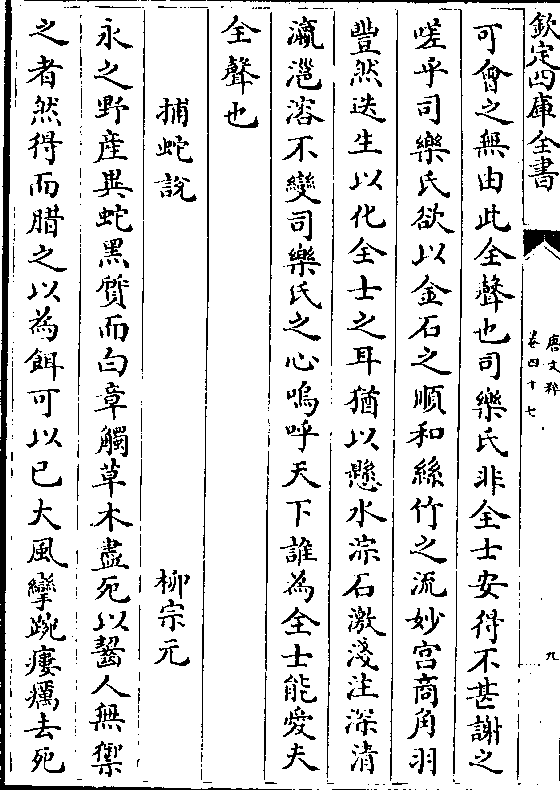 欽定四庫全書
唐文粹
卷四十七
九
可會之無由此全聲也司樂氏非全士安得不甚謝之
嗟乎司樂氏欲以金石之順和絲竹之流妙宮商角羽
豐然迭生以化全士之耳猶以懸水淙石激淺注深清
瀛灎溶不變司樂氏之心嗚呼天下誰為全士能愛夫
全聲也
捕蛇説 柳宗元
永之野産異蛇黑質而白章觸草木盡死以齧人無禦
之者然得而腊之以為餌可以已大風攣踠瘻癘去死